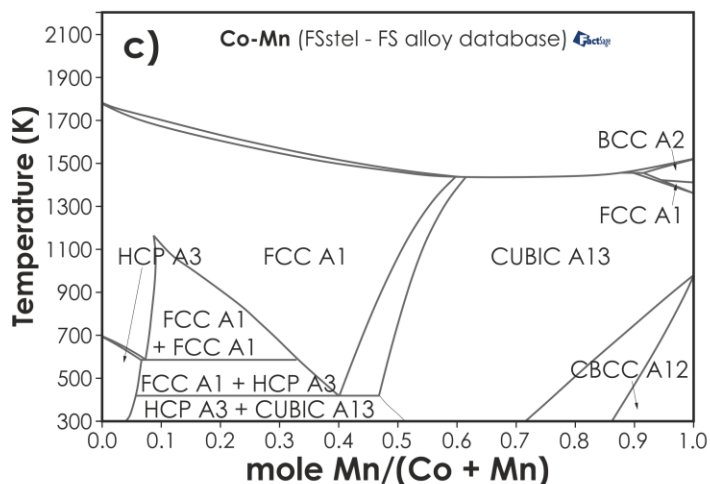 c) Co-Mn (FSstel - FS alloy database) FactSage
Temperature (K)
2100
1900
1700
1500
1300
1100
900
700
500
300
BCC A2
FCC A1
HCP A3
FCC A1
CUBIC A13
FCC A1
+ FCC A1
CBCC A12
FCC A1 + HCP A3
HCP A3 + CUBIC A13
0.0 0.1 0.2 0.3 0.4 0.5 0.6 0.7 0.8 0.9 1.0
mole Mn/(Co + Mn)